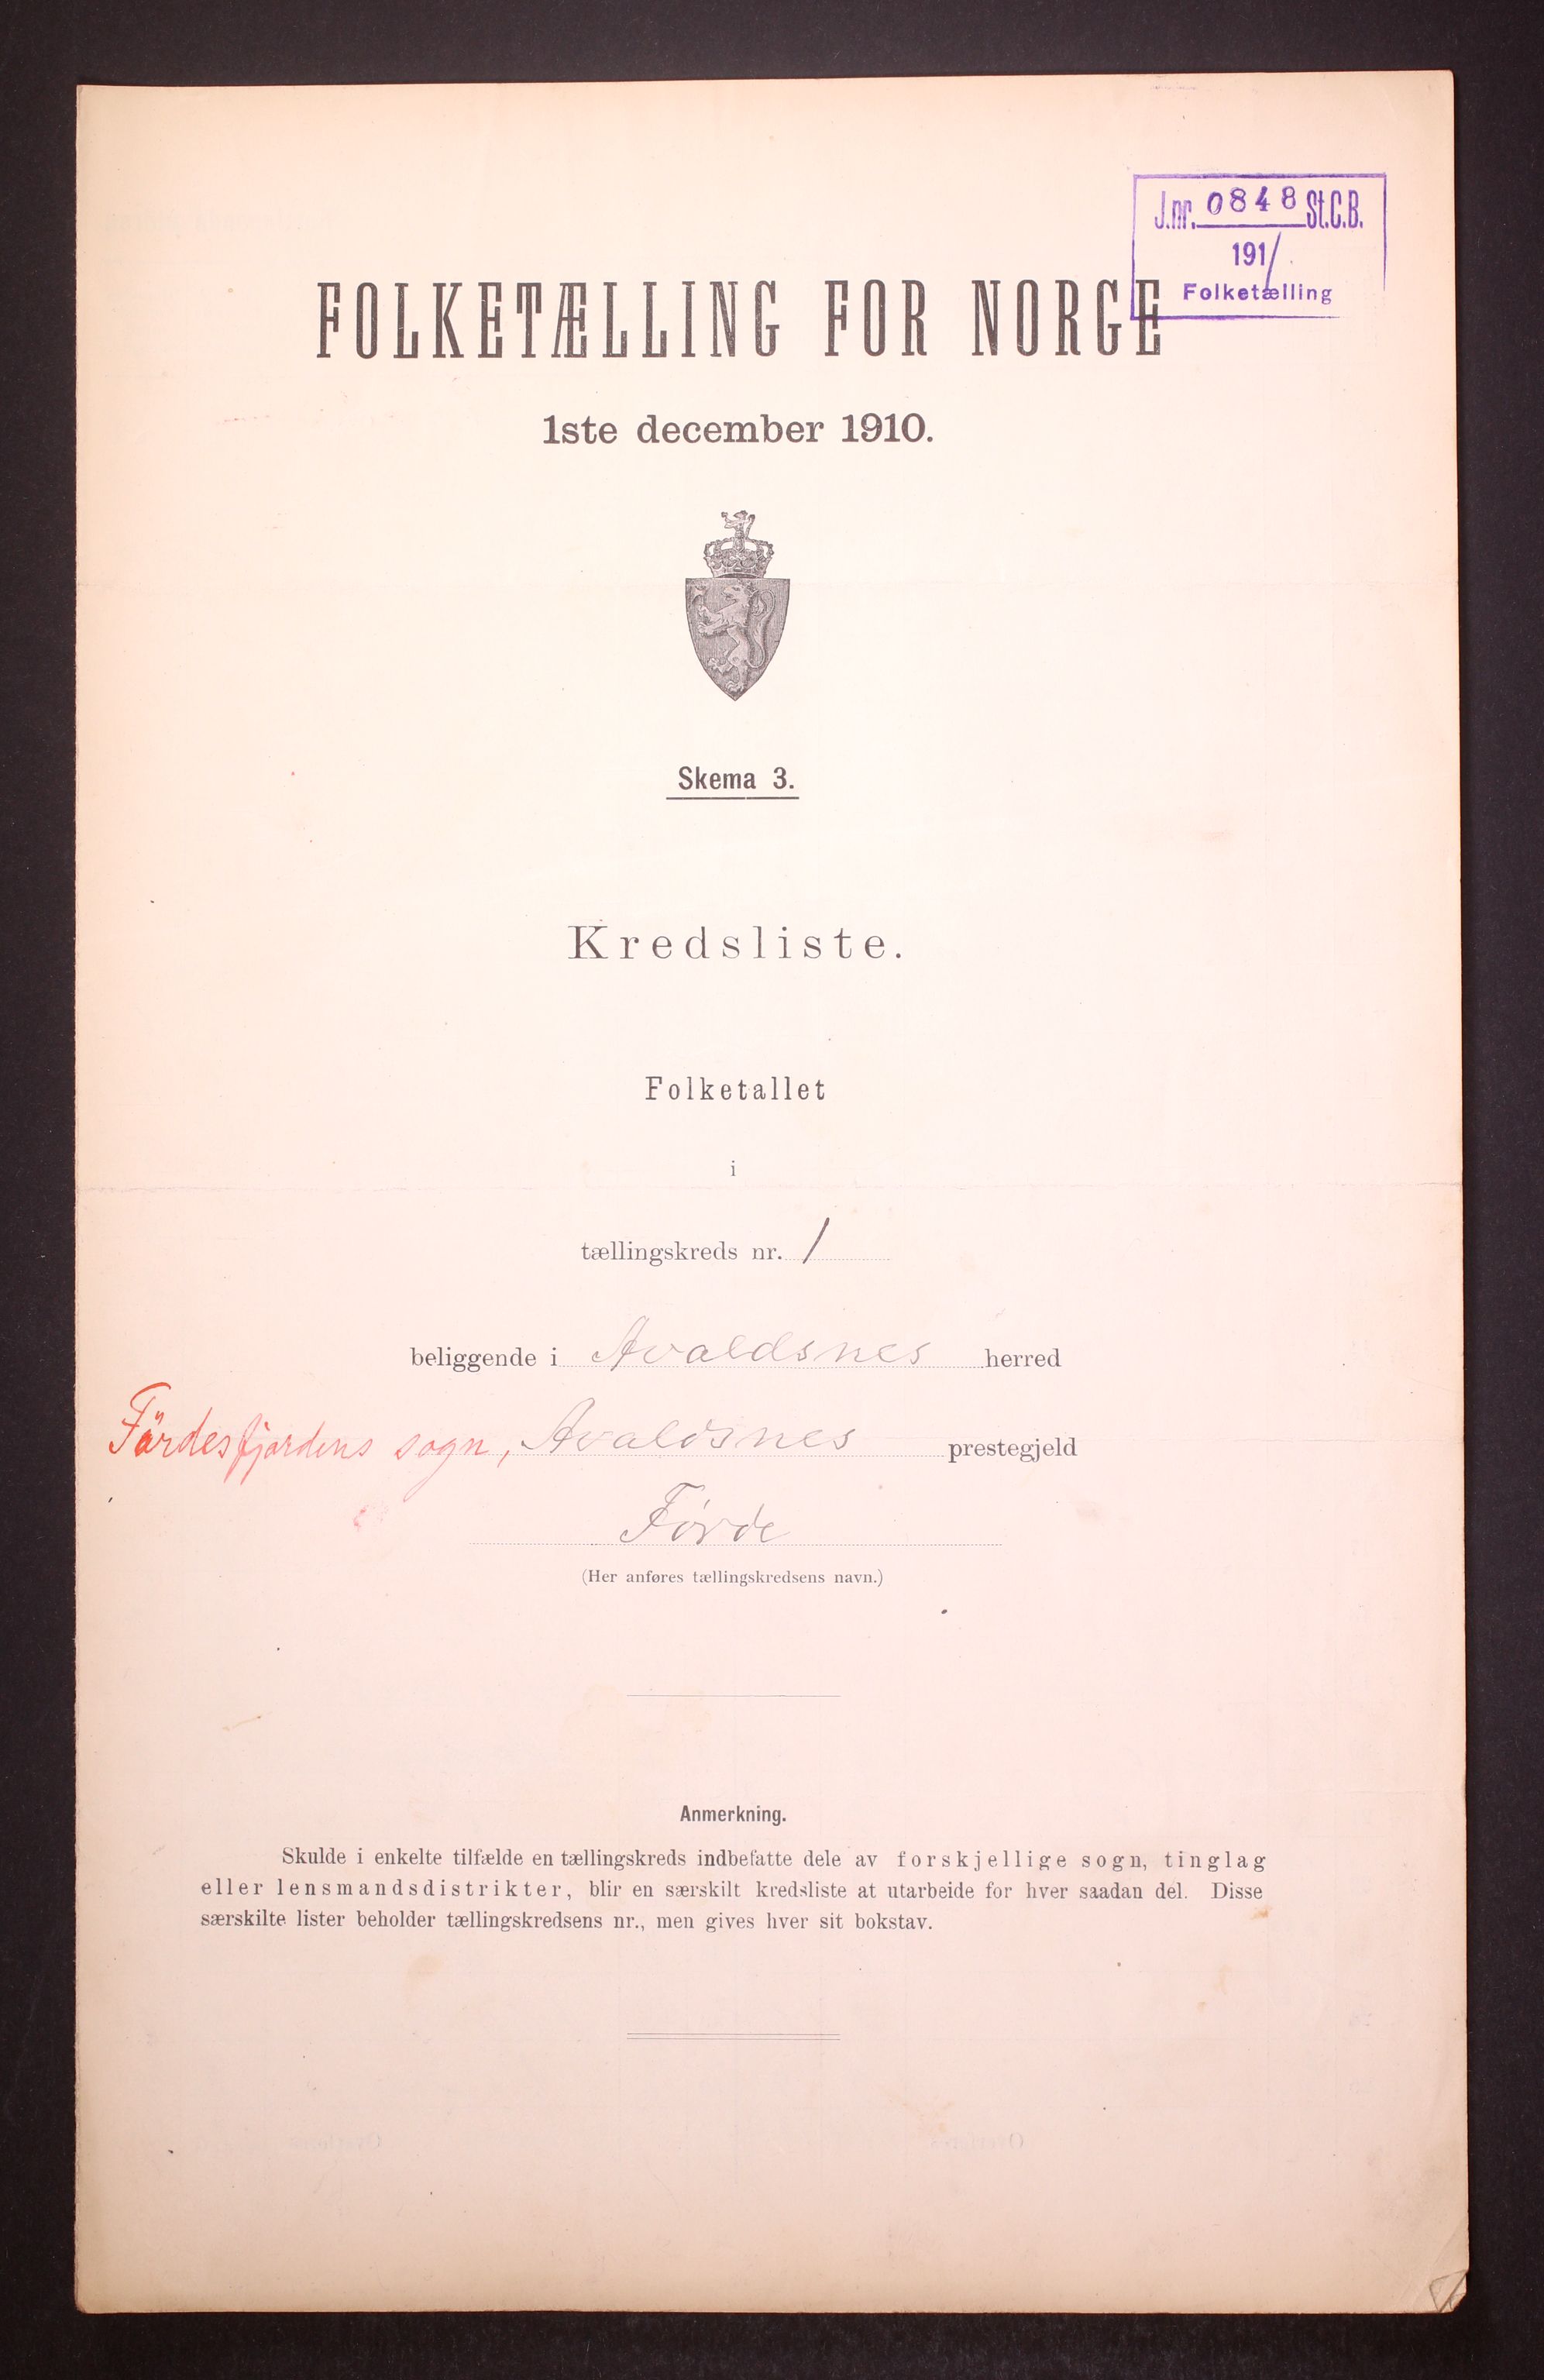 J.nr. 0848 St.C.B.
191/
Folketælling
FOLKETÆLLING FOR NORGE
1ste december 1910.
Skema 3.
Kredsliste.
Folketallet
i
tællingskreds nr. 1
beliggende i Avaldsnes herred
Fördesfjordens sogn, Avaldsnes prestegjeld
Førde
(Her anføres tællingskredsens navn.)
Anmerkning.
Skulde i enkelte tilfælde en tællingskreds indbefatte dele av forskjellige sogn, tinglag
eller lensmandsdistrikter, blir en særskilt kredsliste at utarbeide for hver saadan del. Disse
særskilte lister beholder tællingskredsens nr., men gives hver sit bokstav.